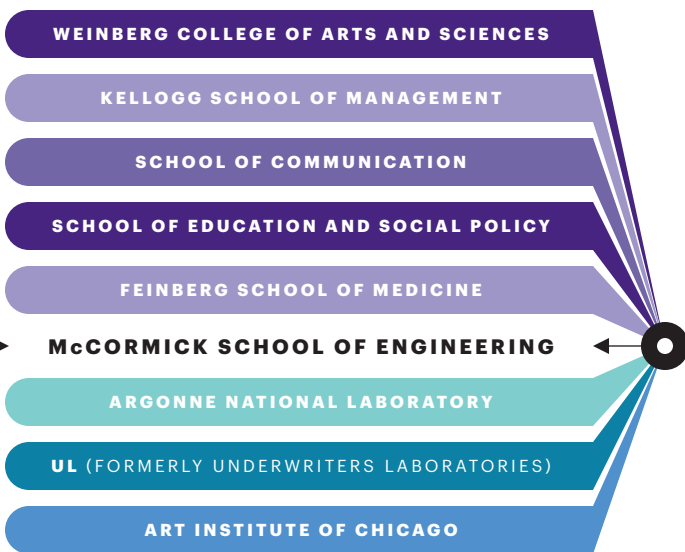 WEINBERG COLLEGE OF ARTS AND SCIENCES
KELLOGG SCHOOL OF MANAGEMENT
SCHOOL OF COMMUNICATION
SCHOOL OF EDUCATION AND SOCIAL POLICY
FEINBERG SCHOOL OF MEDICINE
McCORMICK SCHOOL OF ENGINEERING
ARGONNE NATIONAL LABORATORY
UL (FORMERLY UNDERWRITERS LABORATORIES)
ART INSTITUTE OF CHICAGO